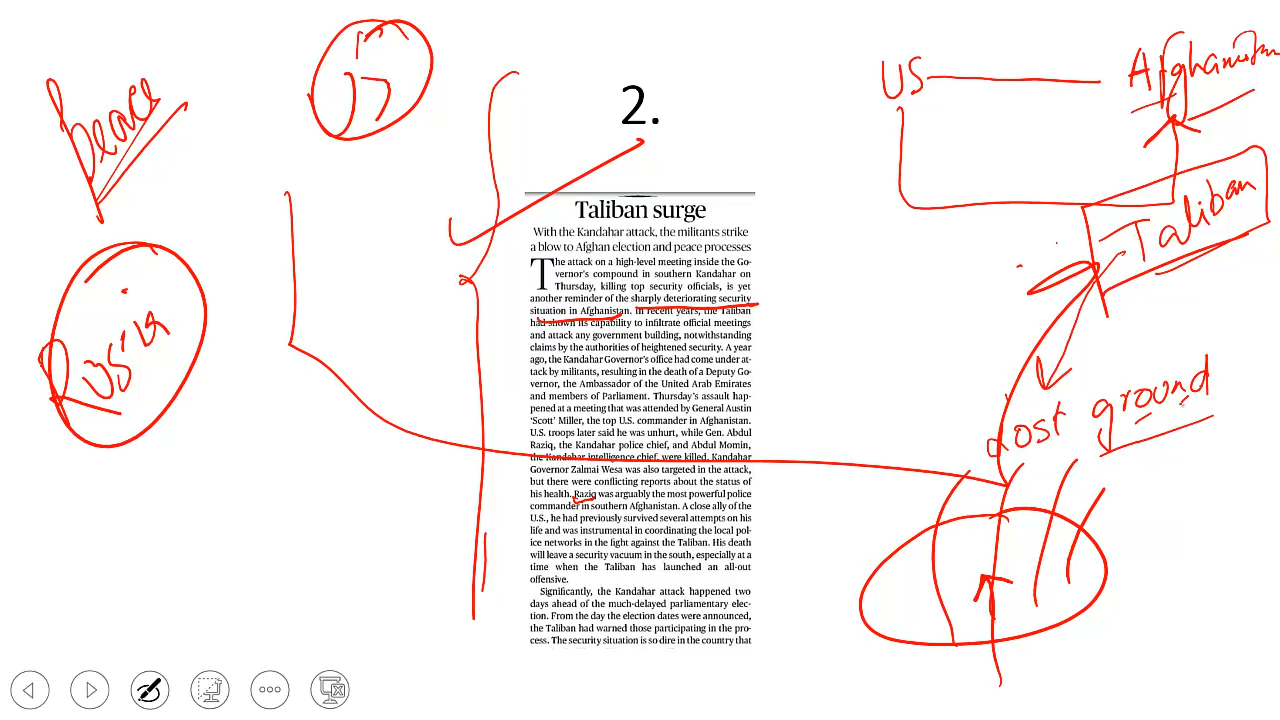 peace
17
2.
US
Afghanistan
Taliban
Taliban surge
With the Kandahar attack, the militants strike
a blow to Afghan election and peace processes
The attack on a high-level meeting inside the Go-
vernor's compound in southern Kandahar on
Thursday, killing top security officials, is yet
another reminder of the sharply deteriorating security
situation in Afghanistan. In recent years, the Taliban
had shown its capability to infiltrate official meetings
and attack any government building, notwithstanding
claims by the authorities of heightened security. A year
ago, the Kandahar Governor's office had come under at-
tack by militants, resulting in the death of a Deputy Go-
vernor, the Ambassador of the United Arab Emirates
and members of Parliament. Thursday's assault hap-
pened at a meeting that was attended by General Austin
'Scott' Miller, the top U.S. commander in Afghanistan.
U.S. troops later said he was unhurt, while Gen. Abdul
Raziq, the Kandahar police chief, and Abdul Momin,
the Kandahar intelligence chief, were killed. Kandahar
Governor Zalmai Wesa was also targeted in the attack,
but there were conflicting reports about the status of
his health. Raziq was arguably the most powerful police
commander in southern Afghanistan. A close ally of the
U.S., he had previously survived several attempts on his
life and was instrumental in coordinating the local pol-
ice networks in the fight against the Taliban. His death
will leave a security vacuum in the south, especially at a
time when the Taliban has launched an all-out
offensive.
Significantly, the Kandahar attack happened two
days ahead of the much-delayed parliamentary elec-
tion. From the day the election dates were announced,
the Taliban had warned those participating in the pro-
cess. The security situation is so dire in the country that
Lost ground